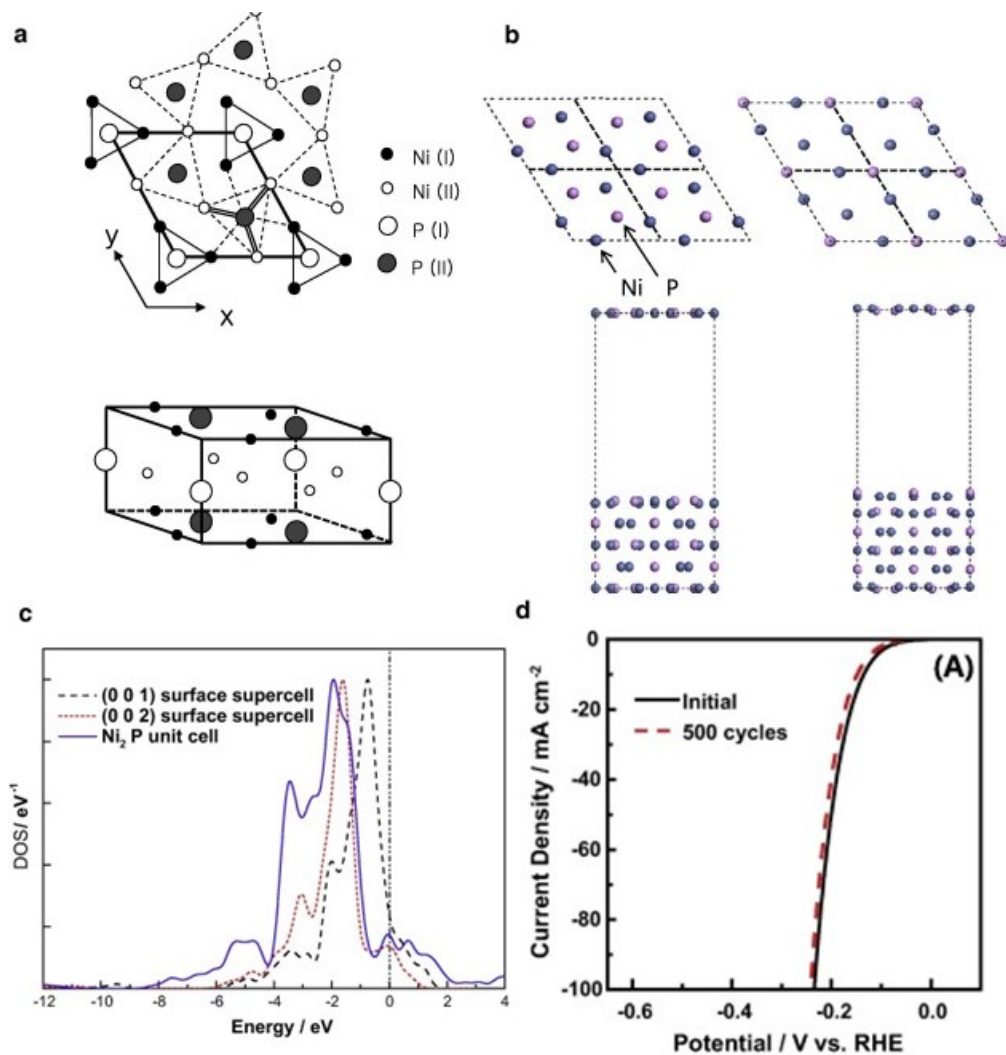 a
Ni (I)
Ni (II)
P (I)
P (II)
y
x
b
Ni P
c
(0 0 1) surface supercell
(0 0 2) surface supercell
Ni₂ P unit cell
DOS/ eV⁻¹
-12 -10 -8 -6 -4 -2 0 2 4
Energy / eV
d
(A)
Initial
500 cycles
0
-20
-40
-60
-80
-100
Current Density / mA cm⁻²
-0.6 -0.4 -0.2 0.0
Potential / V vs. RHE